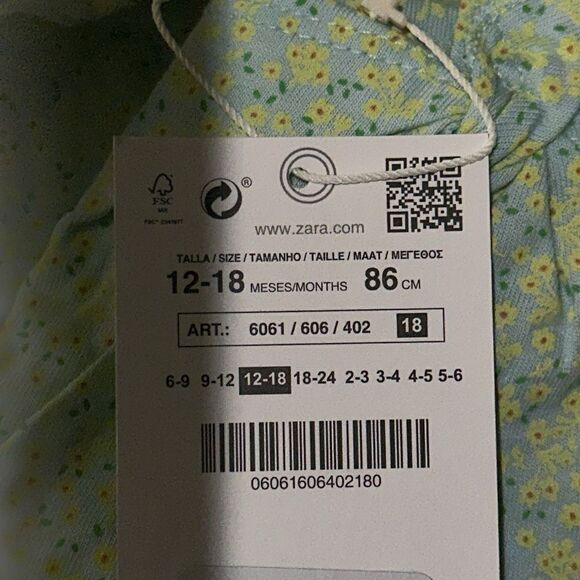 FSC
MIX
®
www.zara.com
TALLA / SIZE / TAMANHO / TAILLE / MAAT / ΜΕΓΕΘΟΣ
12-18 MESES/MONTHS 86 CM
ART.: 6061 / 606 / 402 18
6-9 9-12 12-18 18-24 2-3 3-4 4-5 5-6
06061606402180